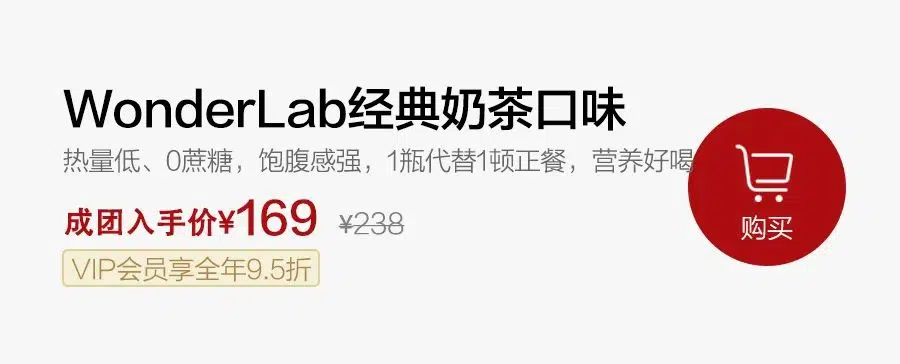 WonderLab经典奶茶口味
热量低、0蔗糖，饱腹感强，1瓶代替1顿正餐，营养好喝
成团入手价¥169 ¥238
VIP会员享全年9.5折
购买